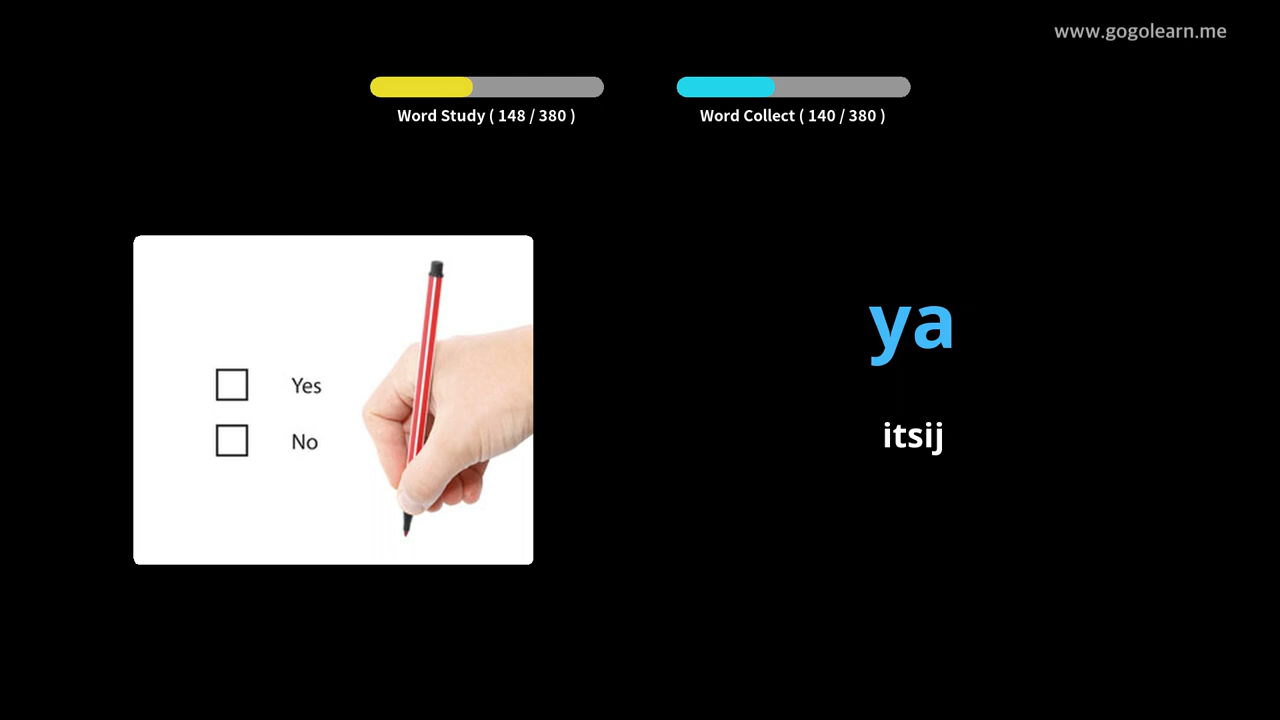 www.gogolearn.me
Word Study ( 148 / 380 )
Word Collect ( 140 / 380 )
Yes
No
ya
itsij